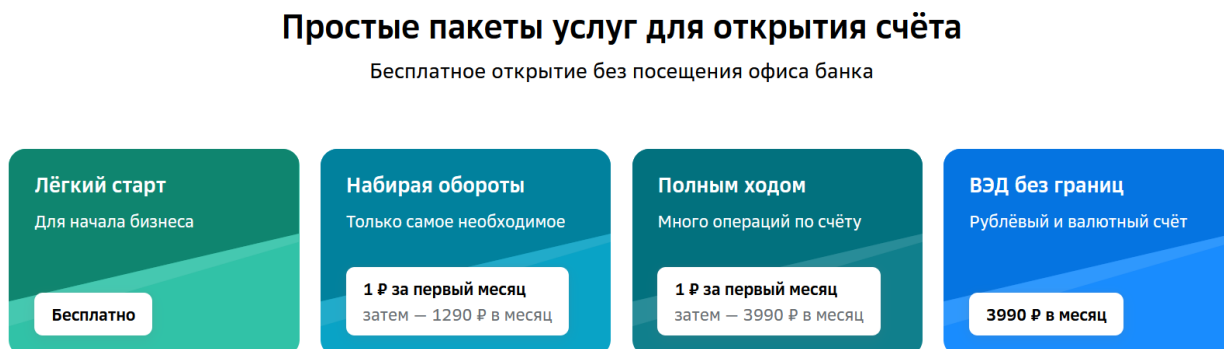 Простые пакеты услуг для открытия счёта
Бесплатное открытие без посещения офиса банка
Лёгкий старт
Для начала бизнеса
Бесплатно
Набирая обороты
Только самое необходимое
1 ₽ за первый месяц
затем — 1290 ₽ в месяц
Полным ходом
Много операций по счёту
1 ₽ за первый месяц
затем — 3990 ₽ в месяц
ВЭД без границ
Рублёвый и валютный счёт
3990 ₽ в месяц